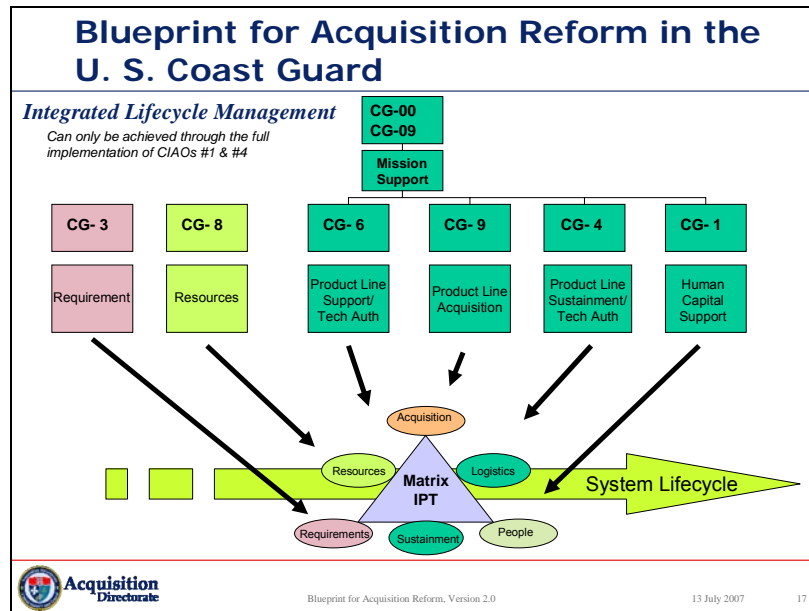 Blueprint for Acquisition Reform in the
U. S. Coast Guard
Integrated Lifecycle Management
Can only be achieved through the full
implementation of CIAOs #1 & #4
CG-00
CG-09
Mission
Support
CG- 3
CG- 8
CG- 6
CG- 9
CG- 4
CG- 1
Requirement
Resources
Product Line
Support/
Tech Auth
Product Line
Acquisition
Product Line
Sustainment/
Tech Auth
Human
Capital
Support
Acquisition
Resources
Logistics
Matrix
IPT
System Lifecycle
Requirements
Sustainment
People
Acquisition
Directorate
Blueprint for Acquisition Reform, Version 2.0
13 July 2007
17